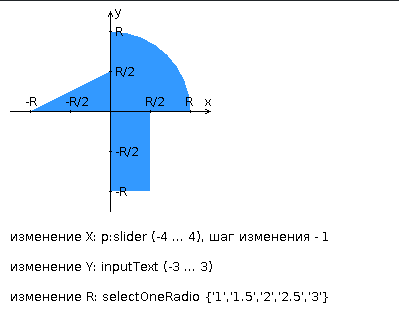 y
R
R/2
-R -R/2 R/2 R x
-R/2
-R
изменение X: p:slider (-4 ... 4), шаг изменения - 1
изменение Y: inputText (-3 ... 3)
изменение R: selectOneRadio {'1','1.5','2','2.5','3'}